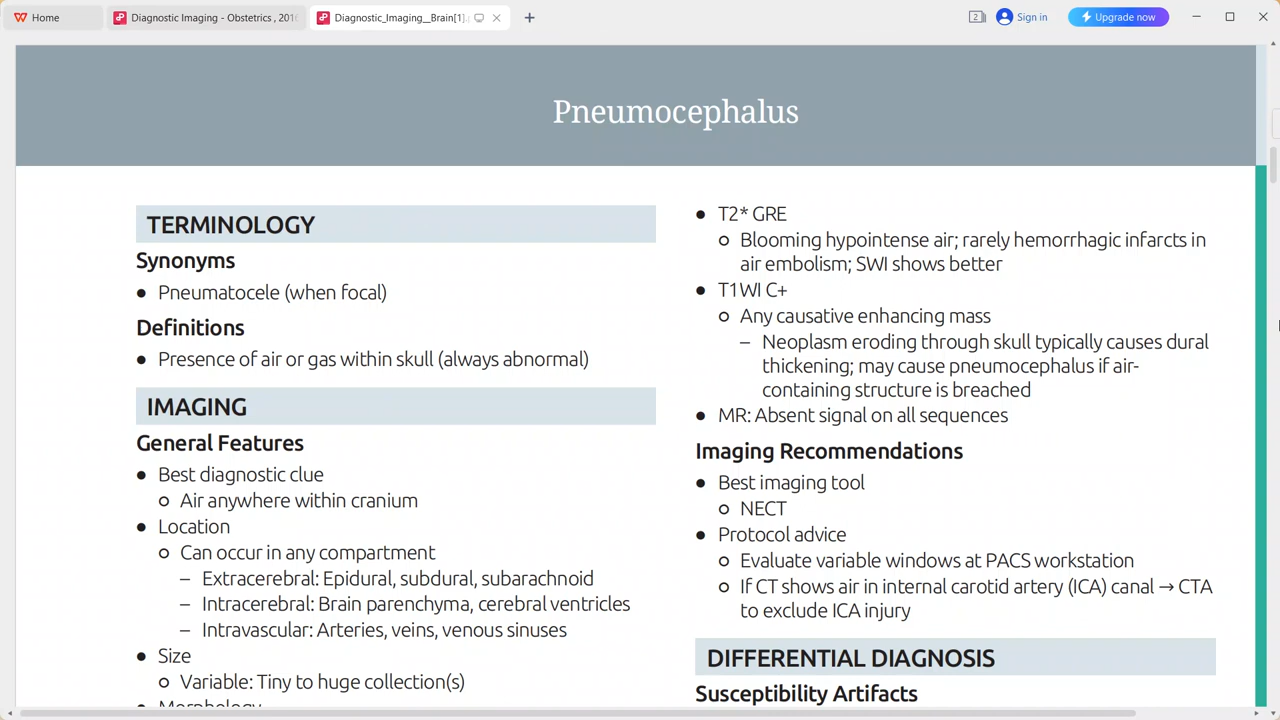 Home
Diagnostic Imaging - Obstetrics , 201
Diagnostic_Imaging__Brain[1].
2
Sign in
Upgrade now
Pneumocephalus
TERMINOLOGY
Synonyms
● Pneumatocele (when focal)
Definitions
● Presence of air or gas within skull (always abnormal)
IMAGING
General Features
● Best diagnostic clue
○ Air anywhere within cranium
● Location
○ Can occur in any compartment
– Extracerebral: Epidural, subdural, subarachnoid
– Intracerebral: Brain parenchyma, cerebral ventricles
– Intravascular: Arteries, veins, venous sinuses
● Size
○ Variable: Tiny to huge collection(s)
● Morphology
● T2* GRE
○ Blooming hypointense air; rarely hemorrhagic infarcts in
air embolism; SWI shows better
● T1WI C+
○ Any causative enhancing mass
– Neoplasm eroding through skull typically causes dural
thickening; may cause pneumocephalus if air-
containing structure is breached
● MR: Absent signal on all sequences
Imaging Recommendations
● Best imaging tool
○ NECT
● Protocol advice
○ Evaluate variable windows at PACS workstation
○ If CT shows air in internal carotid artery (ICA) canal → CTA
to exclude ICA injury
DIFFERENTIAL DIAGNOSIS
Susceptibility Artifacts